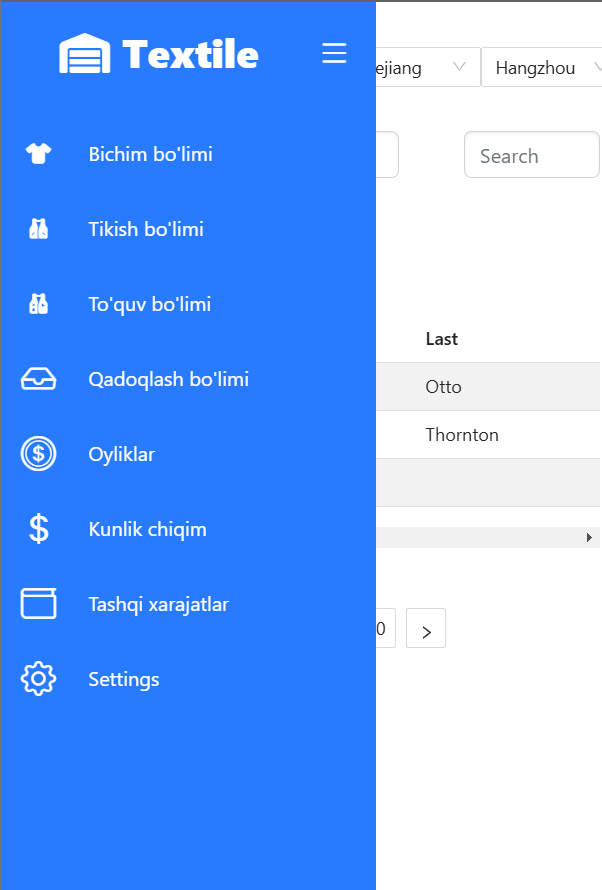 Textile
ejiang
Hangzhou
Search
Bichim bo'limi
Tikish bo'limi
To'quv bo'limi
Qadoqlash bo'limi
Oyliklar
Kunlik chiqim
Tashqi xarajatlar
Settings
Last
Otto
Thornton
0